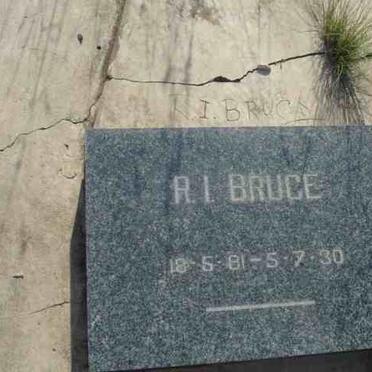 I. BRUCE
R. I. BRUCE
18-5-81-5-7-30